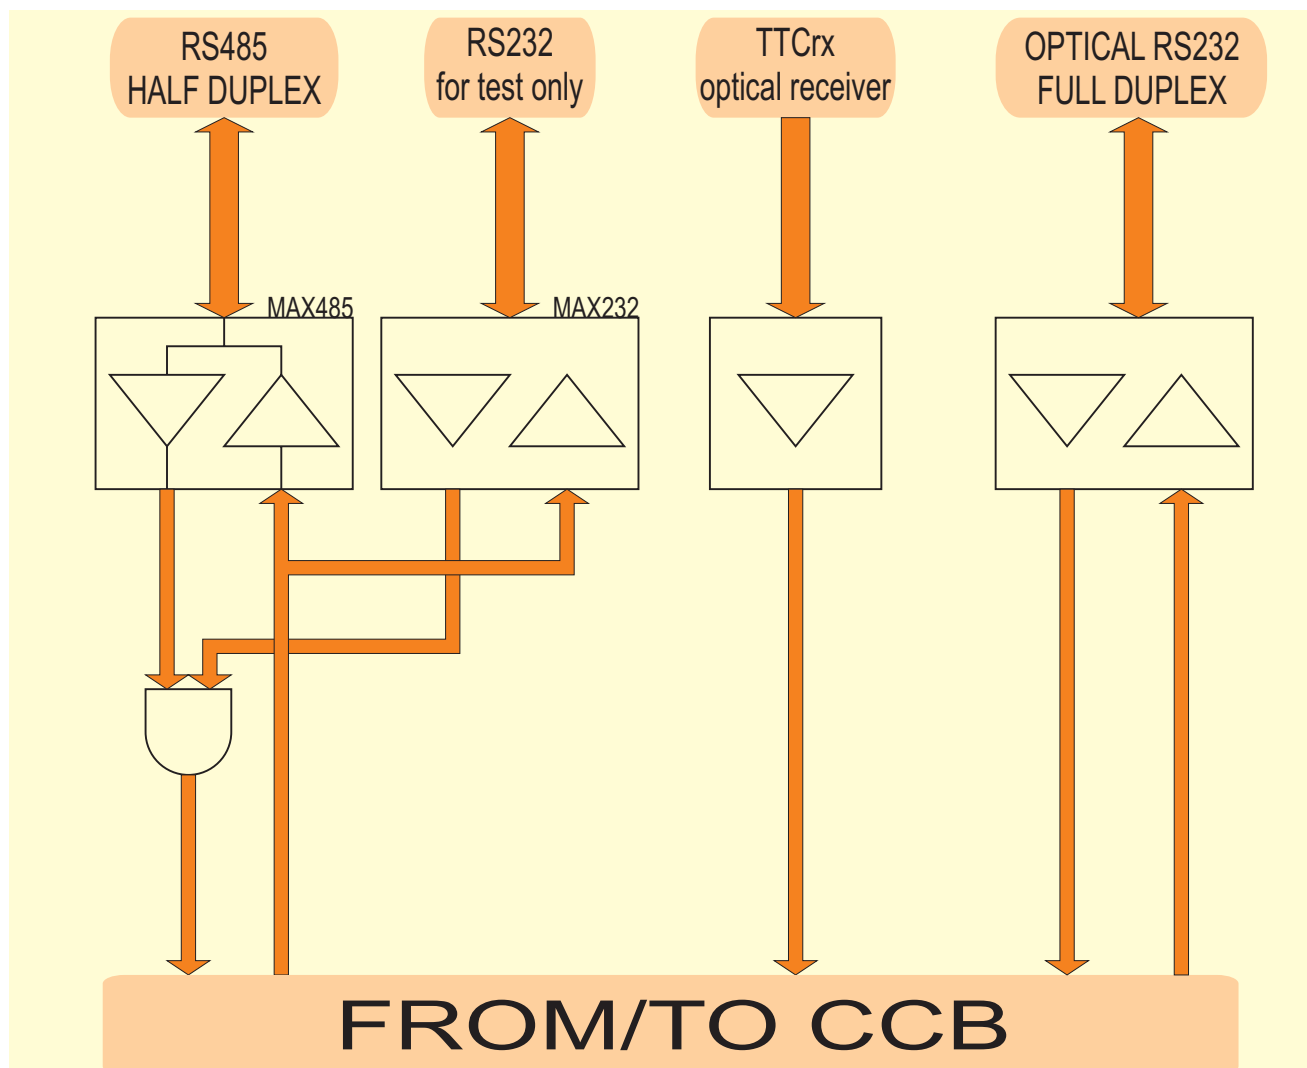 RS485
HALF DUPLEX
RS232
for test only
TTCrx
optical receiver
OPTICAL RS232
FULL DUPLEX
MAX485
MAX232
FROM/TO CCB